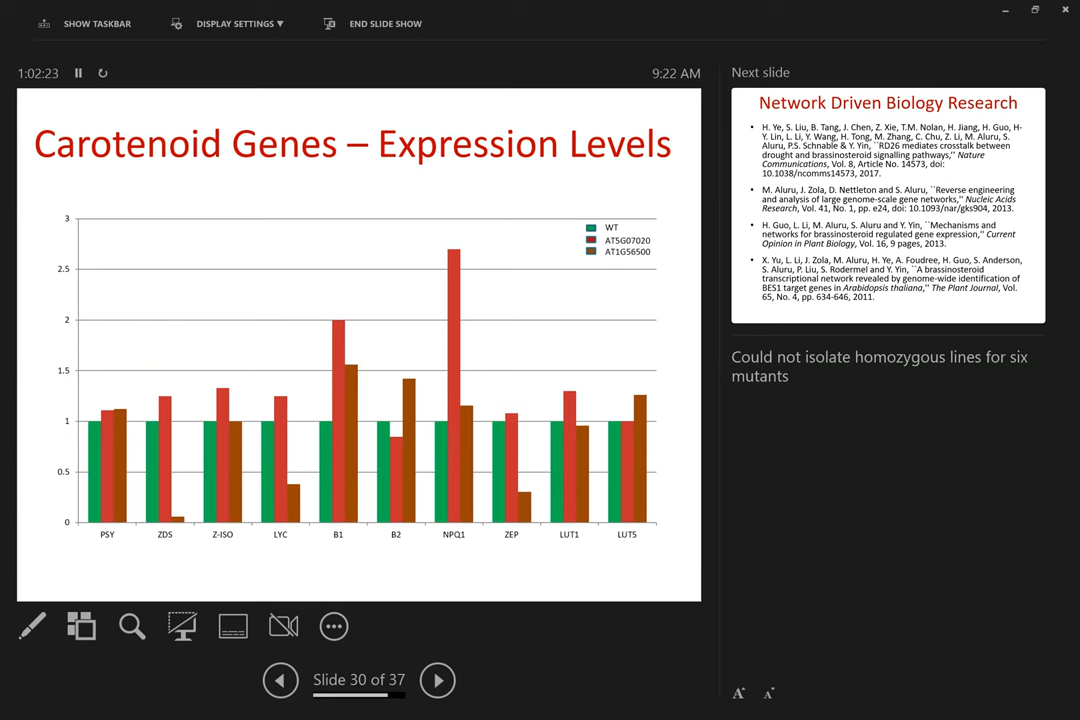 SHOW TASKBAR
DISPLAY SETTINGS ▼
END SLIDE SHOW
1:02:23
9:22 AM
Carotenoid Genes – Expression Levels
3
2.5
2
1.5
1
0.5
0
WT
AT5G07020
AT1G56500
PSY ZDS Z-ISO LYC B1 B2 NPQ1 ZEP LUT1 LUT5
Slide 30 of 37
Next slide
Network Driven Biology Research
• H. Ye, S. Liu, B. Tang, J. Chen, Z. Xie, T.M. Nolan, H. Jiang, H. Guo, H-
Y. Lin, L. Li, Y. Wang, H. Tong, M. Zhang, C. Chu, Z. Li, M. Aluru, S.
Aluru, P.S. Schnable & Y. Yin, ``RD26 mediates crosstalk between
drought and brassinosteroid signalling pathways,'' Nature
Communications, Vol. 8, Article No. 14573, doi:
10.1038/ncomms14573, 2017.
• M. Aluru, J. Zola, D. Nettleton and S. Aluru, ``Reverse engineering
and analysis of large genome-scale gene networks,'' Nucleic Acids
Research, Vol. 41, No. 1, pp. e24, doi: 10.1093/nar/gks904, 2013.
• H. Guo, L. Li, M. Aluru, S. Aluru and Y. Yin, ``Mechanisms and
networks for brassinosteroid regulated gene expression,'' Current
Opinion in Plant Biology, Vol. 16, 9 pages, 2013.
• X. Yu, L. Li, J. Zola, M. Aluru, H. Ye, A. Foudree, H. Guo, S. Anderson,
S. Aluru, P. Liu, S. Rodermel and Y. Yin, ``A brassinosteroid
transcriptional network revealed by genome-wide identification of
BES1 target genes in Arabidopsis thaliana,'' The Plant Journal, Vol.
65, No. 4, pp. 634-646, 2011.
Could not isolate homozygous lines for six
mutants
A A